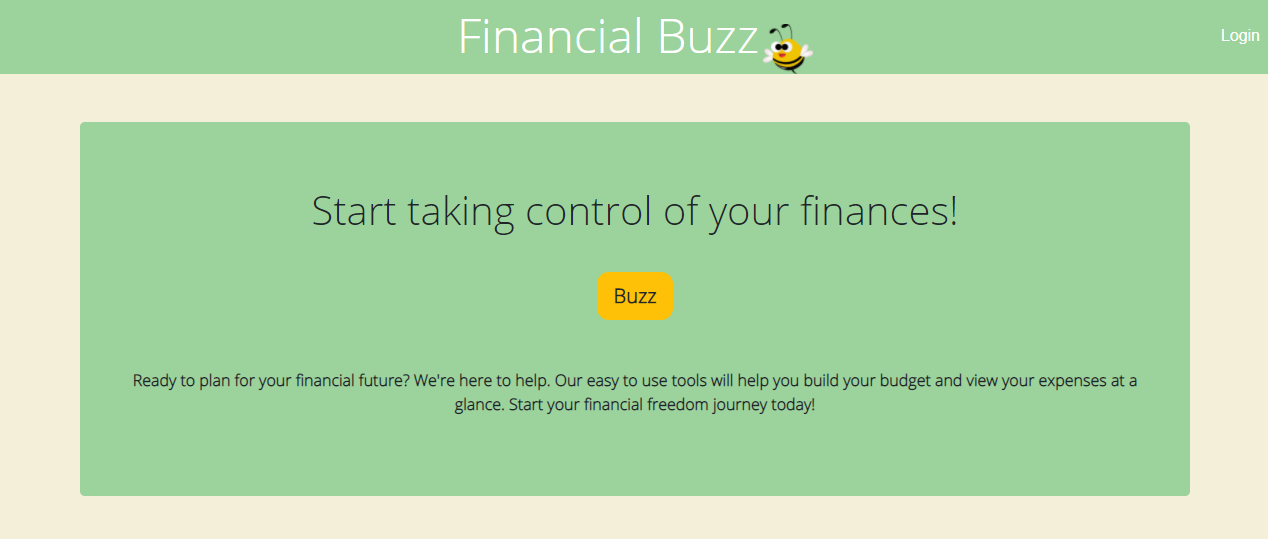 Financial Buzz
Login
Start taking control of your finances!
Buzz
Ready to plan for your financial future? We're here to help. Our easy to use tools will help you build your budget and view your expenses at a
glance. Start your financial freedom journey today!